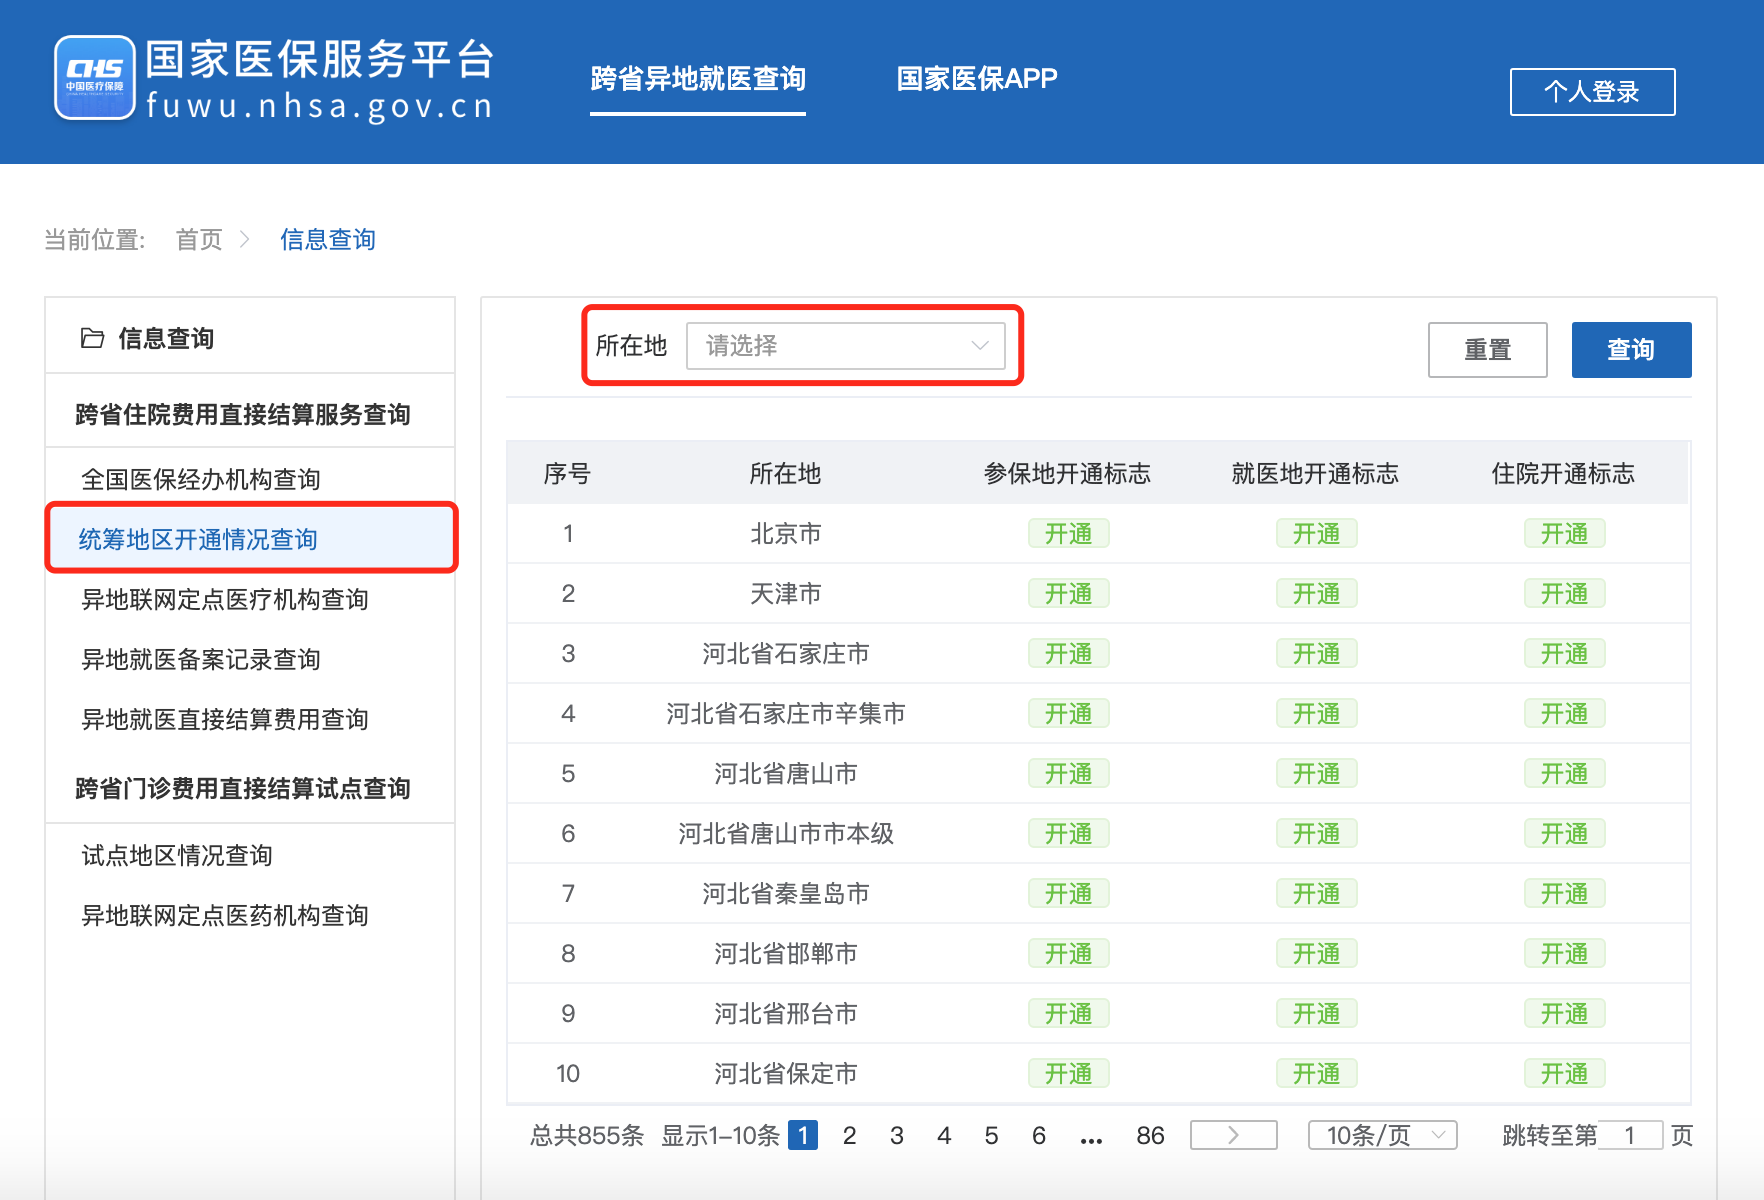 CHS
中国医疗保障
国家医保服务平台
fuwu.nhsa.gov.cn
跨省异地就医查询
国家医保APP
个人登录
当前位置: 首页 信息查询
信息查询
跨省住院费用直接结算服务查询
全国医保经办机构查询
统筹地区开通情况查询
异地联网定点医疗机构查询
异地就医备案记录查询
异地就医直接结算费用查询
跨省门诊费用直接结算试点查询
试点地区情况查询
异地联网定点医药机构查询
所在地 请选择
重置 查询
序号 所在地 参保地开通标志 就医地开通标志 住院开通标志
1 北京市 开通 开通 开通
2 天津市 开通 开通 开通
3 河北省石家庄市 开通 开通 开通
4 河北省石家庄市辛集市 开通 开通 开通
5 河北省唐山市 开通 开通 开通
6 河北省唐山市市本级 开通 开通 开通
7 河北省秦皇岛市 开通 开通 开通
8 河北省邯郸市 开通 开通 开通
9 河北省邢台市 开通 开通 开通
10 河北省保定市 开通 开通 开通
总共855条 显示1-10条 1 2 3 4 5 6 ... 86 10条/页 跳转至第 1 页